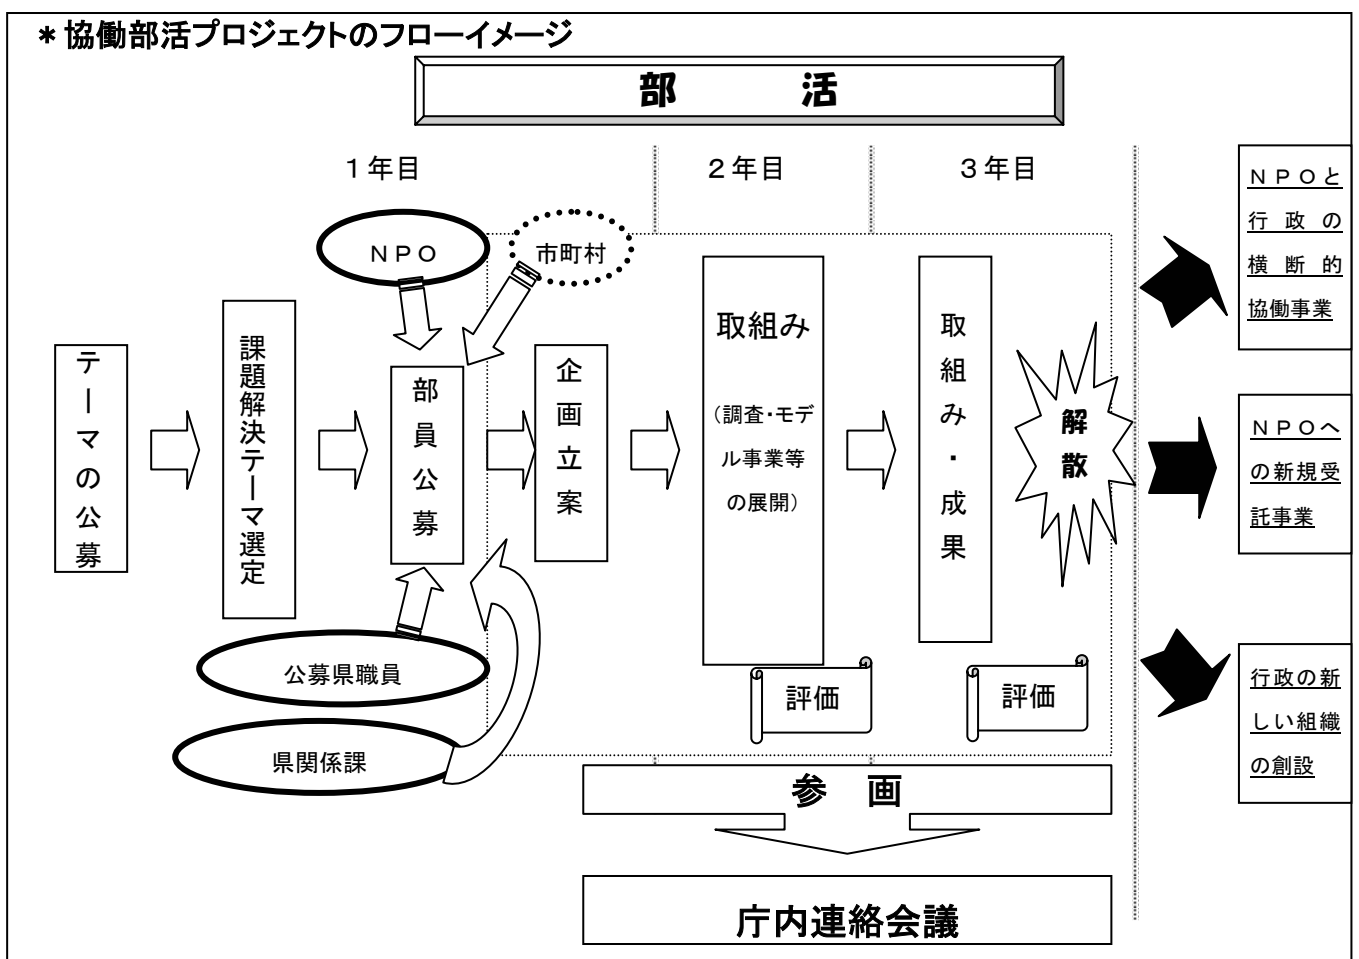 ＊協働部活プロジェクトのフローイメージ
部　活
１年目
２年目
３年目
ＮＰＯ
市町村
テーマの公募
課題解決テーマ選定
部員公募
企画立案
取組み
（調査・モデ
ル事業等
の展開）
取組み・成果
解散
公募県職員
県関係課
評価
評価
参　画
庁内連絡会議
ＮＰＯと
行政の
横断的
協働事業
ＮＰＯへ
の新規受
託事業
行政の新
しい組織
の創設